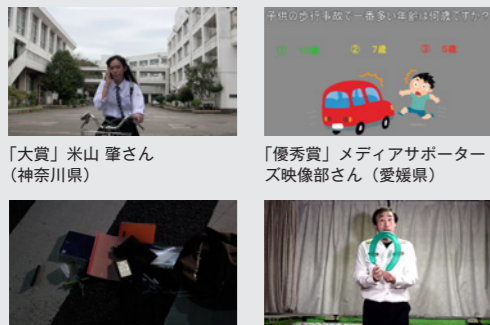 子供の歩行事故で一番多い年齢は何歳ですか？
① 10歳 ② 7歳 ③ 5歳
「大賞」米山 肇さん
（神奈川県）
「優秀賞」メディアサポーター
ズ映像部さん（愛媛県）